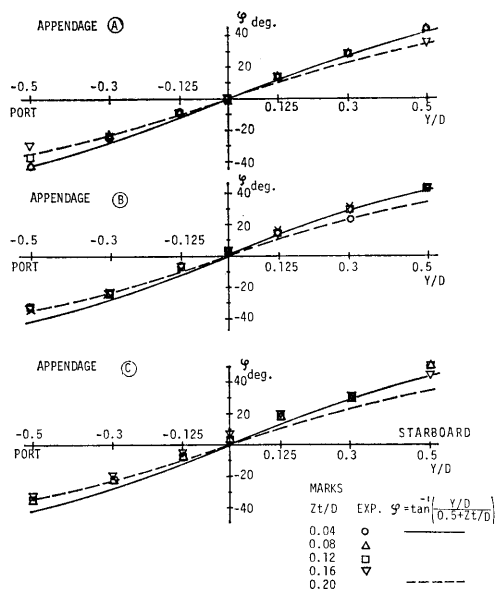 APPENDAGE A
φ deg.
40
20
-0.5 -0.3 -0.125
PORT
0.125 0.3 0.5
Y/D
-20
-40
APPENDAGE B
φ deg.
40
20
-0.5 -0.3 -0.125
PORT
0.125 0.3 0.5
Y/D
-20
-40
APPENDAGE C
φ deg.
40
20
-0.5 -0.3 -0.125 STARBOARD
PORT
0.125 0.3 0.5
Y/D
-20
-40
MARKS
Zt/D EXP. φ=tan⁻¹(Y/D / 0.5+Zt/D)
0.04 ○
0.08 △
0.12 □
0.16 ▽
0.20